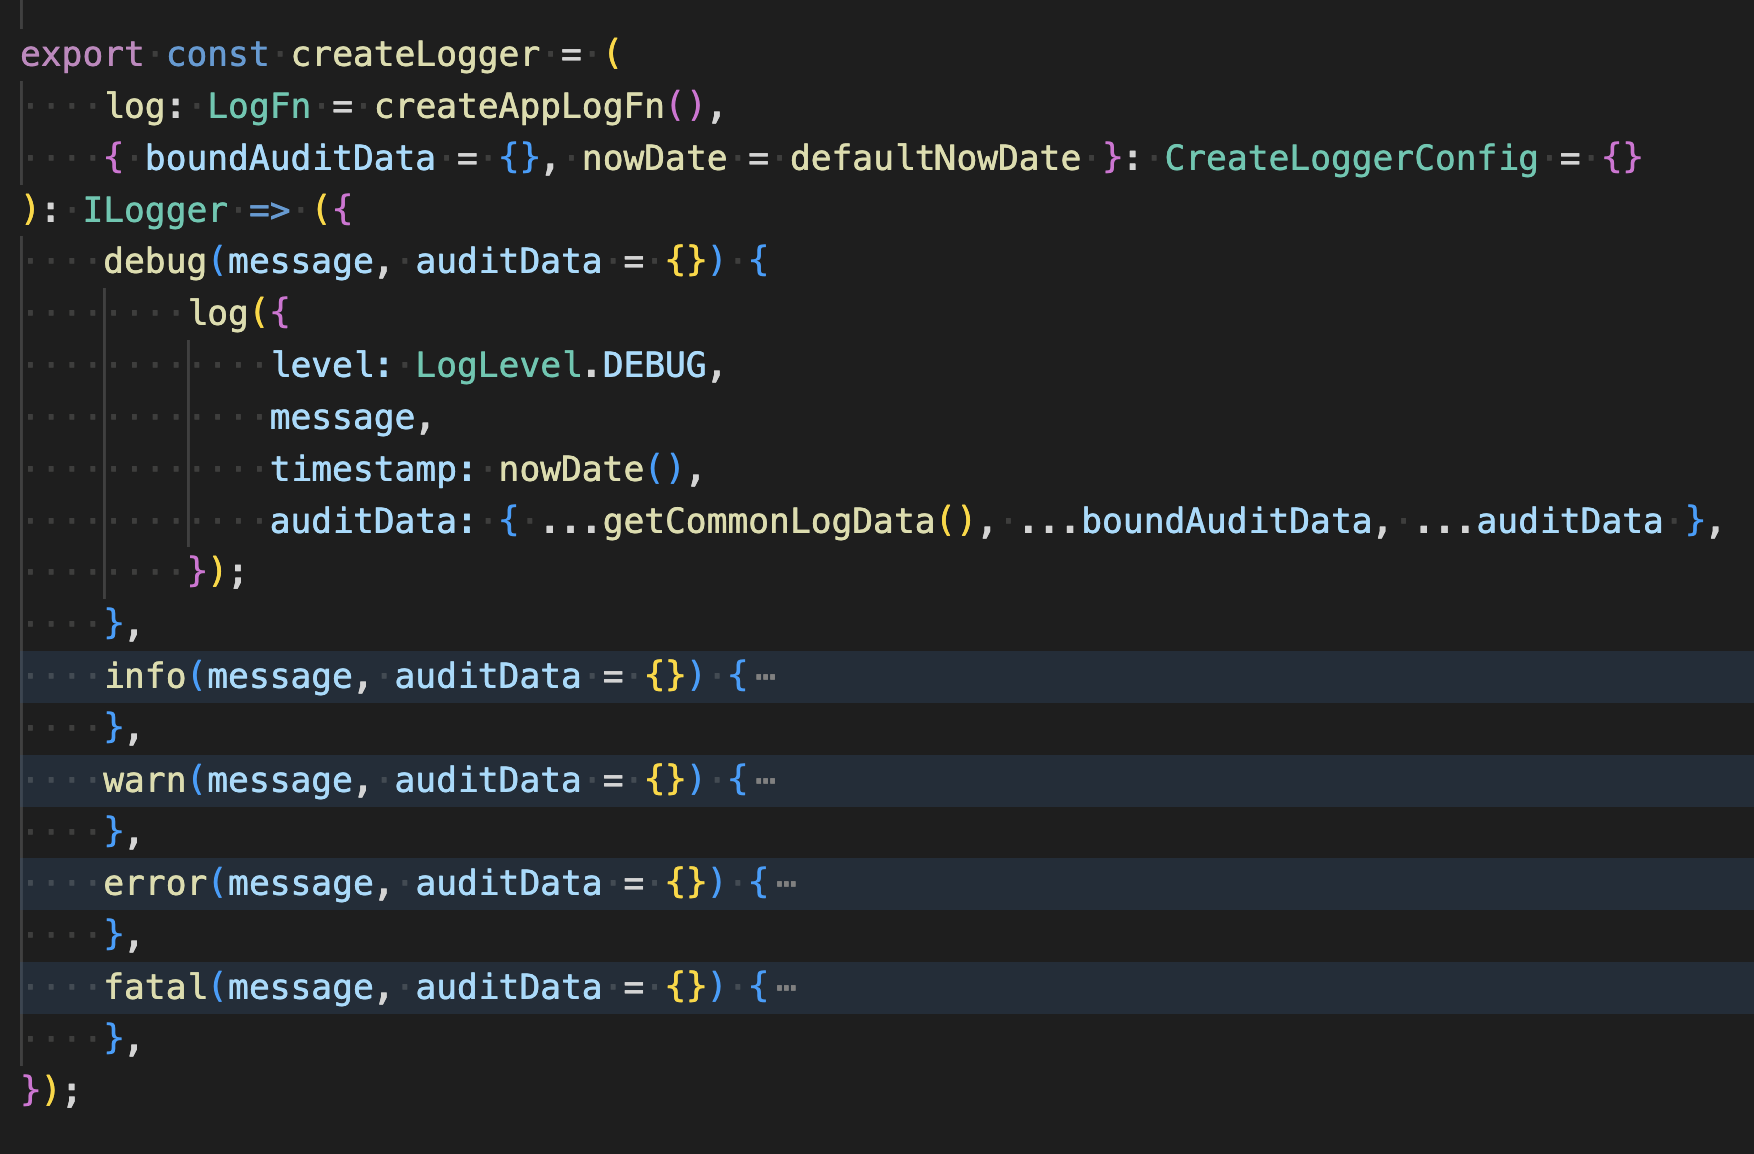 export const createLogger = (
    log: LogFn = createAppLogFn(),
    { boundAuditData = {}, nowDate = defaultNowDate }: CreateLoggerConfig = {}
): ILogger => ({
    debug(message, auditData = {}) {
        log({
            level: LogLevel.DEBUG,
            message,
            timestamp: nowDate(),
            auditData: { ...getCommonLogData(), ...boundAuditData, ...auditData },
        });
    },
    info(message, auditData = {}) {⋯
    },
    warn(message, auditData = {}) {⋯
    },
    error(message, auditData = {}) {⋯
    },
    fatal(message, auditData = {}) {⋯
    },
});